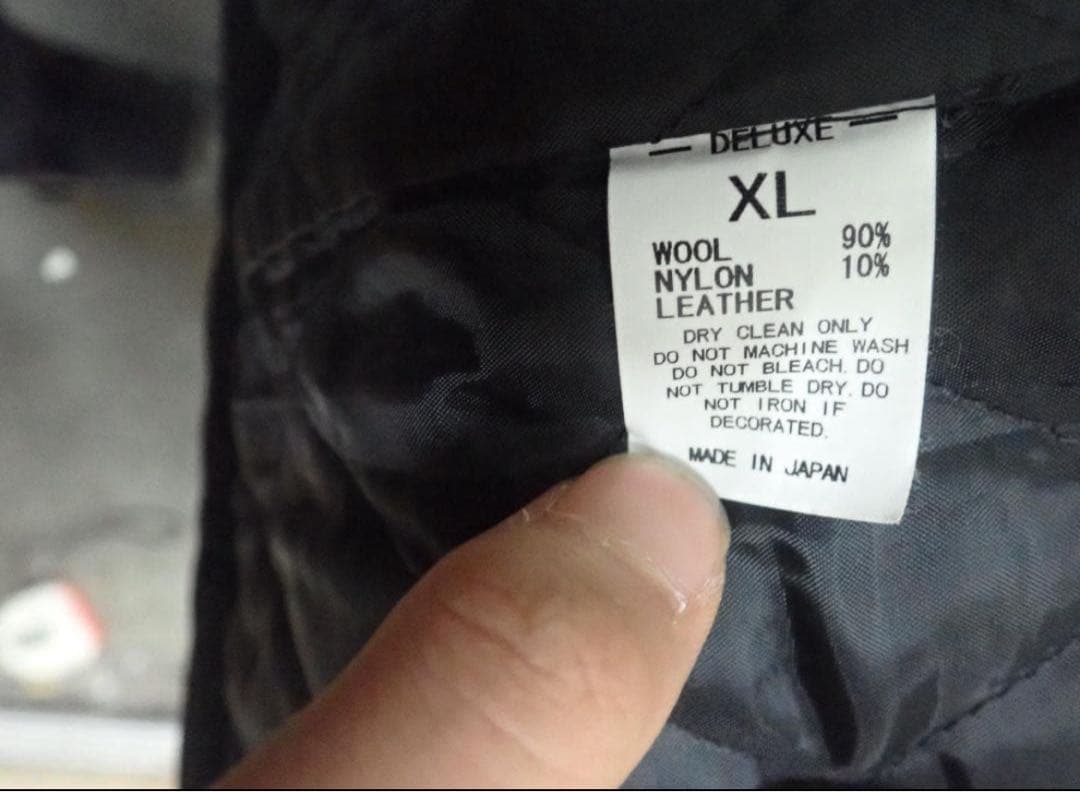 — DELUXE —
XL
WOOL 90%
NYLON 10%
LEATHER
DRY CLEAN ONLY
DO NOT MACHINE WASH
DO NOT BLEACH. DO
NOT TUMBLE DRY. DO
NOT IRON IF
DECORATED.
MADE IN JAPAN